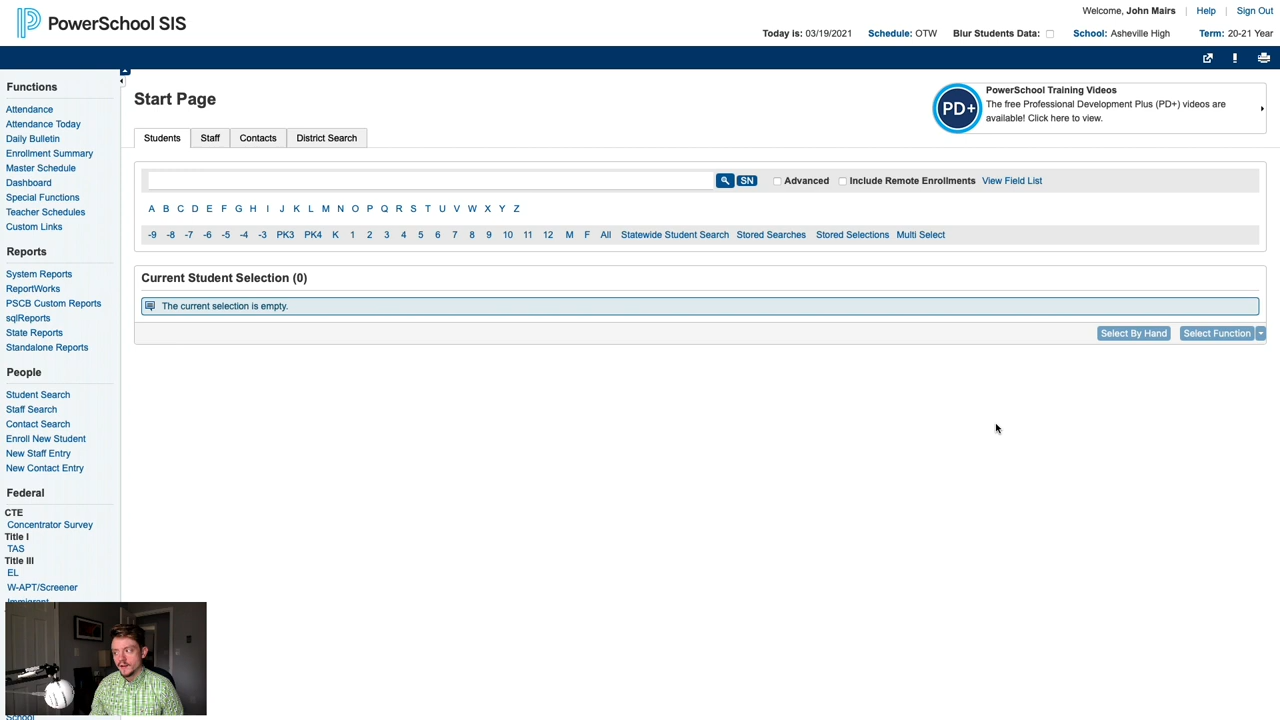 PowerSchool SIS
Welcome, John Mairs | Help | Sign Out
Today is: 03/19/2021 Schedule: OTW Blur Students Data: School: Asheville High Term: 20-21 Year
Functions
Attendance
Attendance Today
Daily Bulletin
Enrollment Summary
Master Schedule
Dashboard
Special Functions
Teacher Schedules
Custom Links
Reports
System Reports
ReportWorks
PSCB Custom Reports
sqlReports
State Reports
Standalone Reports
People
Student Search
Staff Search
Contact Search
Enroll New Student
New Staff Entry
New Contact Entry
Federal
CTE
Concentrator Survey
Title I
TAS
Title III
EL
W-APT/Screener
Immigrant
School
Start Page
PD+
PowerSchool Training Videos
The free Professional Development Plus (PD+) videos are
available! Click here to view.
Students Staff Contacts District Search
SN Advanced Include Remote Enrollments View Field List
A B C D E F G H I J K L M N O P Q R S T U V W X Y Z
-9 -8 -7 -6 -5 -4 -3 PK3 PK4 K 1 2 3 4 5 6 7 8 9 10 11 12 M F All Statewide Student Search Stored Searches Stored Selections Multi Select
Current Student Selection (0)
The current selection is empty.
Select By Hand Select Function